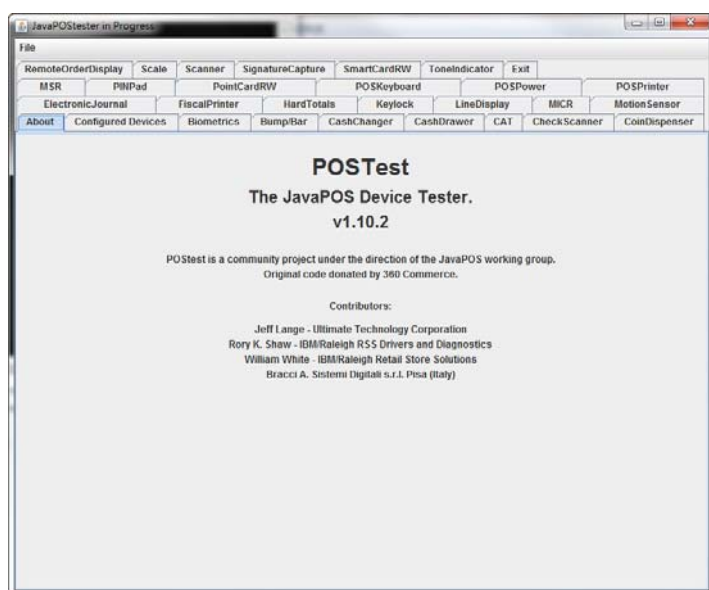 JavaPOStester in Progress
File
RemoteOrderDisplay Scale Scanner SignatureCapture SmartCardRW ToneIndicator Exit
MSR PINPad PointCardRW POSKeyboard POSPower POSPrinter
ElectronicJournal FiscalPrinter HardTotals Keylock LineDisplay MICR MotionSensor
About Configured Devices Biometrics Bump/Bar CashChanger CashDrawer CAT CheckScanner CoinDispenser
POSTest
The JavaPOS Device Tester.
v1.10.2
POStest is a community project under the direction of the JavaPOS working group.
Original code donated by 360 Commerce.
Contributors:
Jeff Lange - Ultimate Technology Corporation
Rory K. Shaw - IBM/Raleigh RSS Drivers and Diagnostics
William White - IBM/Raleigh Retail Store Solutions
Bracci A. Sistemi Digitali s.r.l. Pisa (Italy)